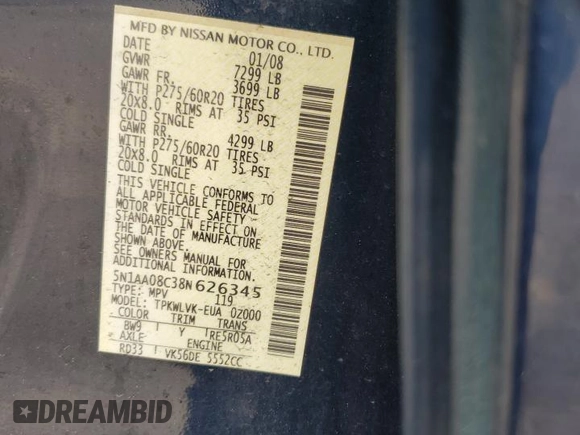 MFD BY NISSAN MOTOR CO., LTD.
DATE 01/08
GVWR 7299 LB
GAWR FR. 3699 LB
WITH P275/60R20 TIRES
20x8.0 RIMS AT 35 PSI
COLD SINGLE
GAWR RR. 4299 LB
WITH P275/60R20 TIRES
20x8.0 RIMS AT 35 PSI
COLD SINGLE
THIS VEHICLE CONFORMS TO
ALL APPLICABLE FEDERAL
MOTOR VEHICLE SAFETY
STANDARDS IN EFFECT ON
THE DATE OF MANUFACTURE
SHOWN ABOVE.
SEE OWNERS MANUAL FOR
ADDITIONAL INFORMATION.
5N1AA08C38N626345
TYPE: MPV 119
MODEL: TPKWLVK-EUA 0Z000
COLOR TRIM TRANS
BW9 Y RE5R05A
AXLE ENGINE
RD33 VK56DE 5552CC
DREAMBID